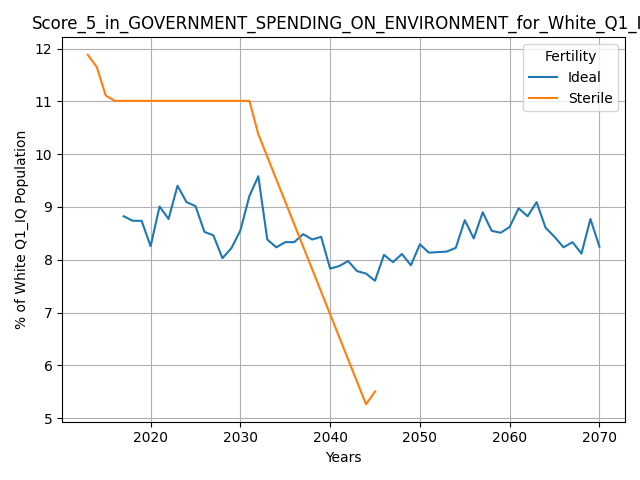 Score_5_in_GOVERNMENT_SPENDING_ON_ENVIRONMENT_for_White_Q1_I
Fertility
Ideal
Sterile
% of White Q1_IQ Population
12
11
10
9
8
7
6
5
2020 2030 2040 2050 2060 2070
Years